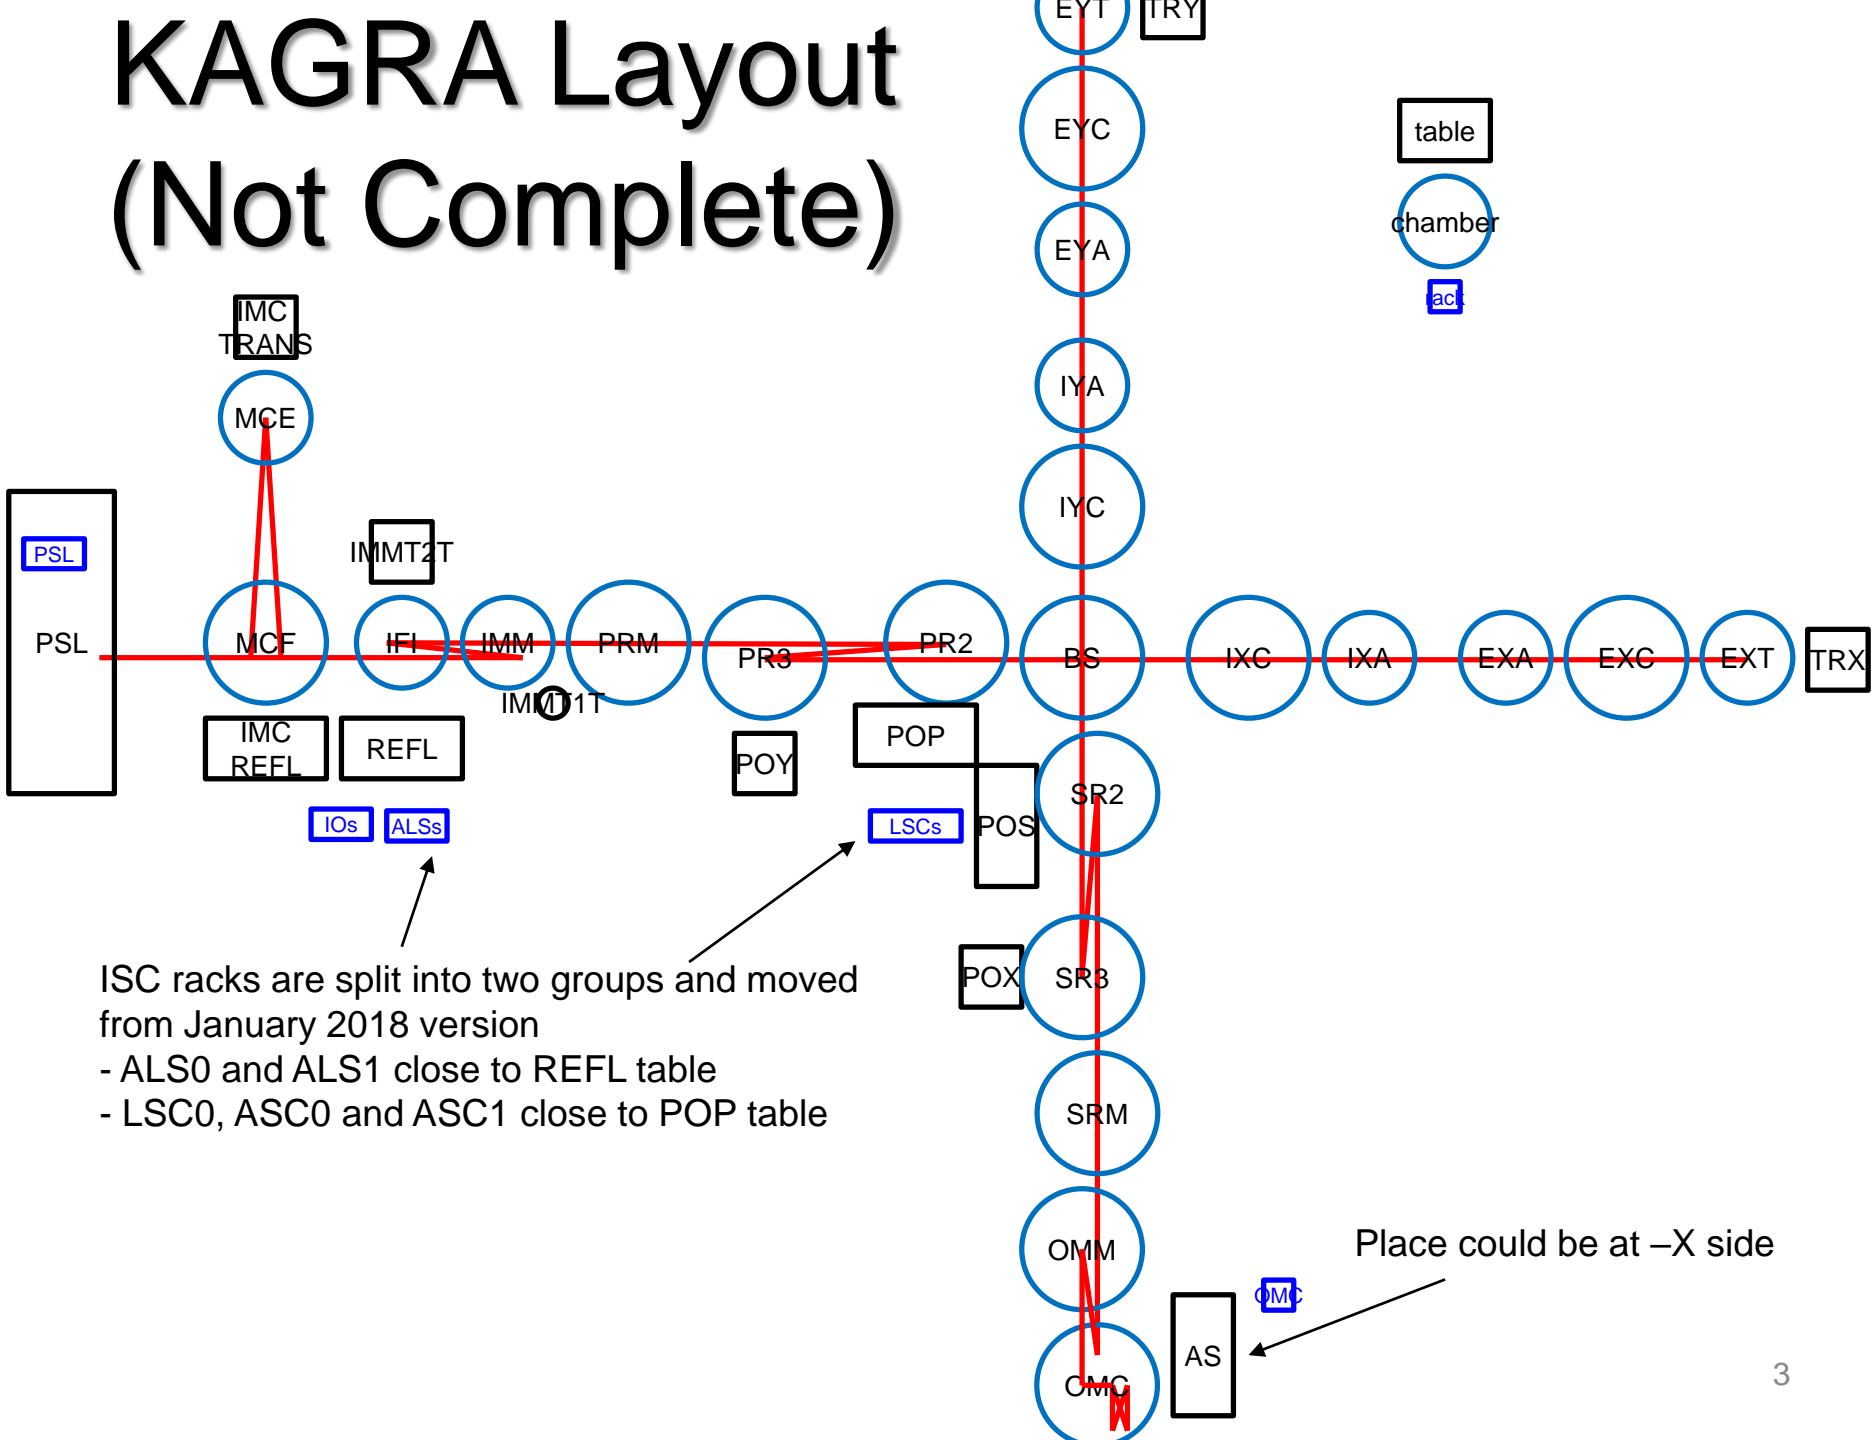 KAGRA Layout
(Not Complete)
EYT
TRY
EYC
table
chamber
rack
EYA
IMC
TRANS
IYA
MCE
IYC
PSL
IMMT2T
PSL
MCF
IFI
IMM
PRM
PR3
PR2
BS
IXC
IXA
EXA
EXC
EXT
TRX
IMMT1T
IMC
REFL
REFL
POY
POP
SR2
IOs
ALSs
LSCs
POS
ISC racks are split into two groups and moved
from January 2018 version
- ALS0 and ALS1 close to REFL table
- LSC0, ASC0 and ASC1 close to POP table
POX
SR3
SRM
OMM
Place could be at –X side
OMC
AS
OMC
3